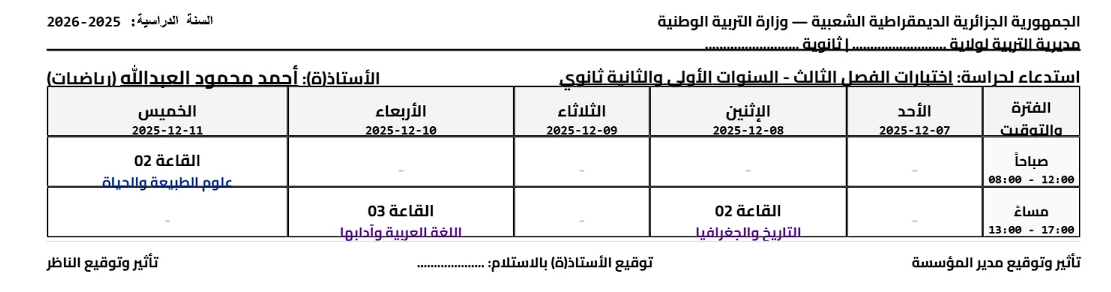 الجمهورية الجزائرية الديمقراطية الشعبية — وزارة التربية الوطنية
السنة الدراسية: 2025-2026
مديرية التربية لولاية ......................... | ثانوية .........................
استدعاء لحراسة: اختبارات الفصل الثالث - السنوات الأولى والثانية ثانوي
الأستاذ(ة): أحمد محمود العبدالله (رياضيات)
الفترة والتوقيت
الأحد
2025-12-07
الإثنين
2025-12-08
الثلاثاء
2025-12-09
الأربعاء
2025-12-10
الخميس
2025-12-11
صباحاً
08:00 - 12:00
-
-
-
-
القاعة 02
علوم الطبيعة والحياة
مساءً
13:00 - 17:00
-
القاعة 02
التاريخ والجغرافيا
-
القاعة 03
اللغة العربية وآدابها
-
تأثير وتوقيع مدير المؤسسة
توقيع الأستاذ(ة) بالاستلام: ....................
تأثير وتوقيع الناظر